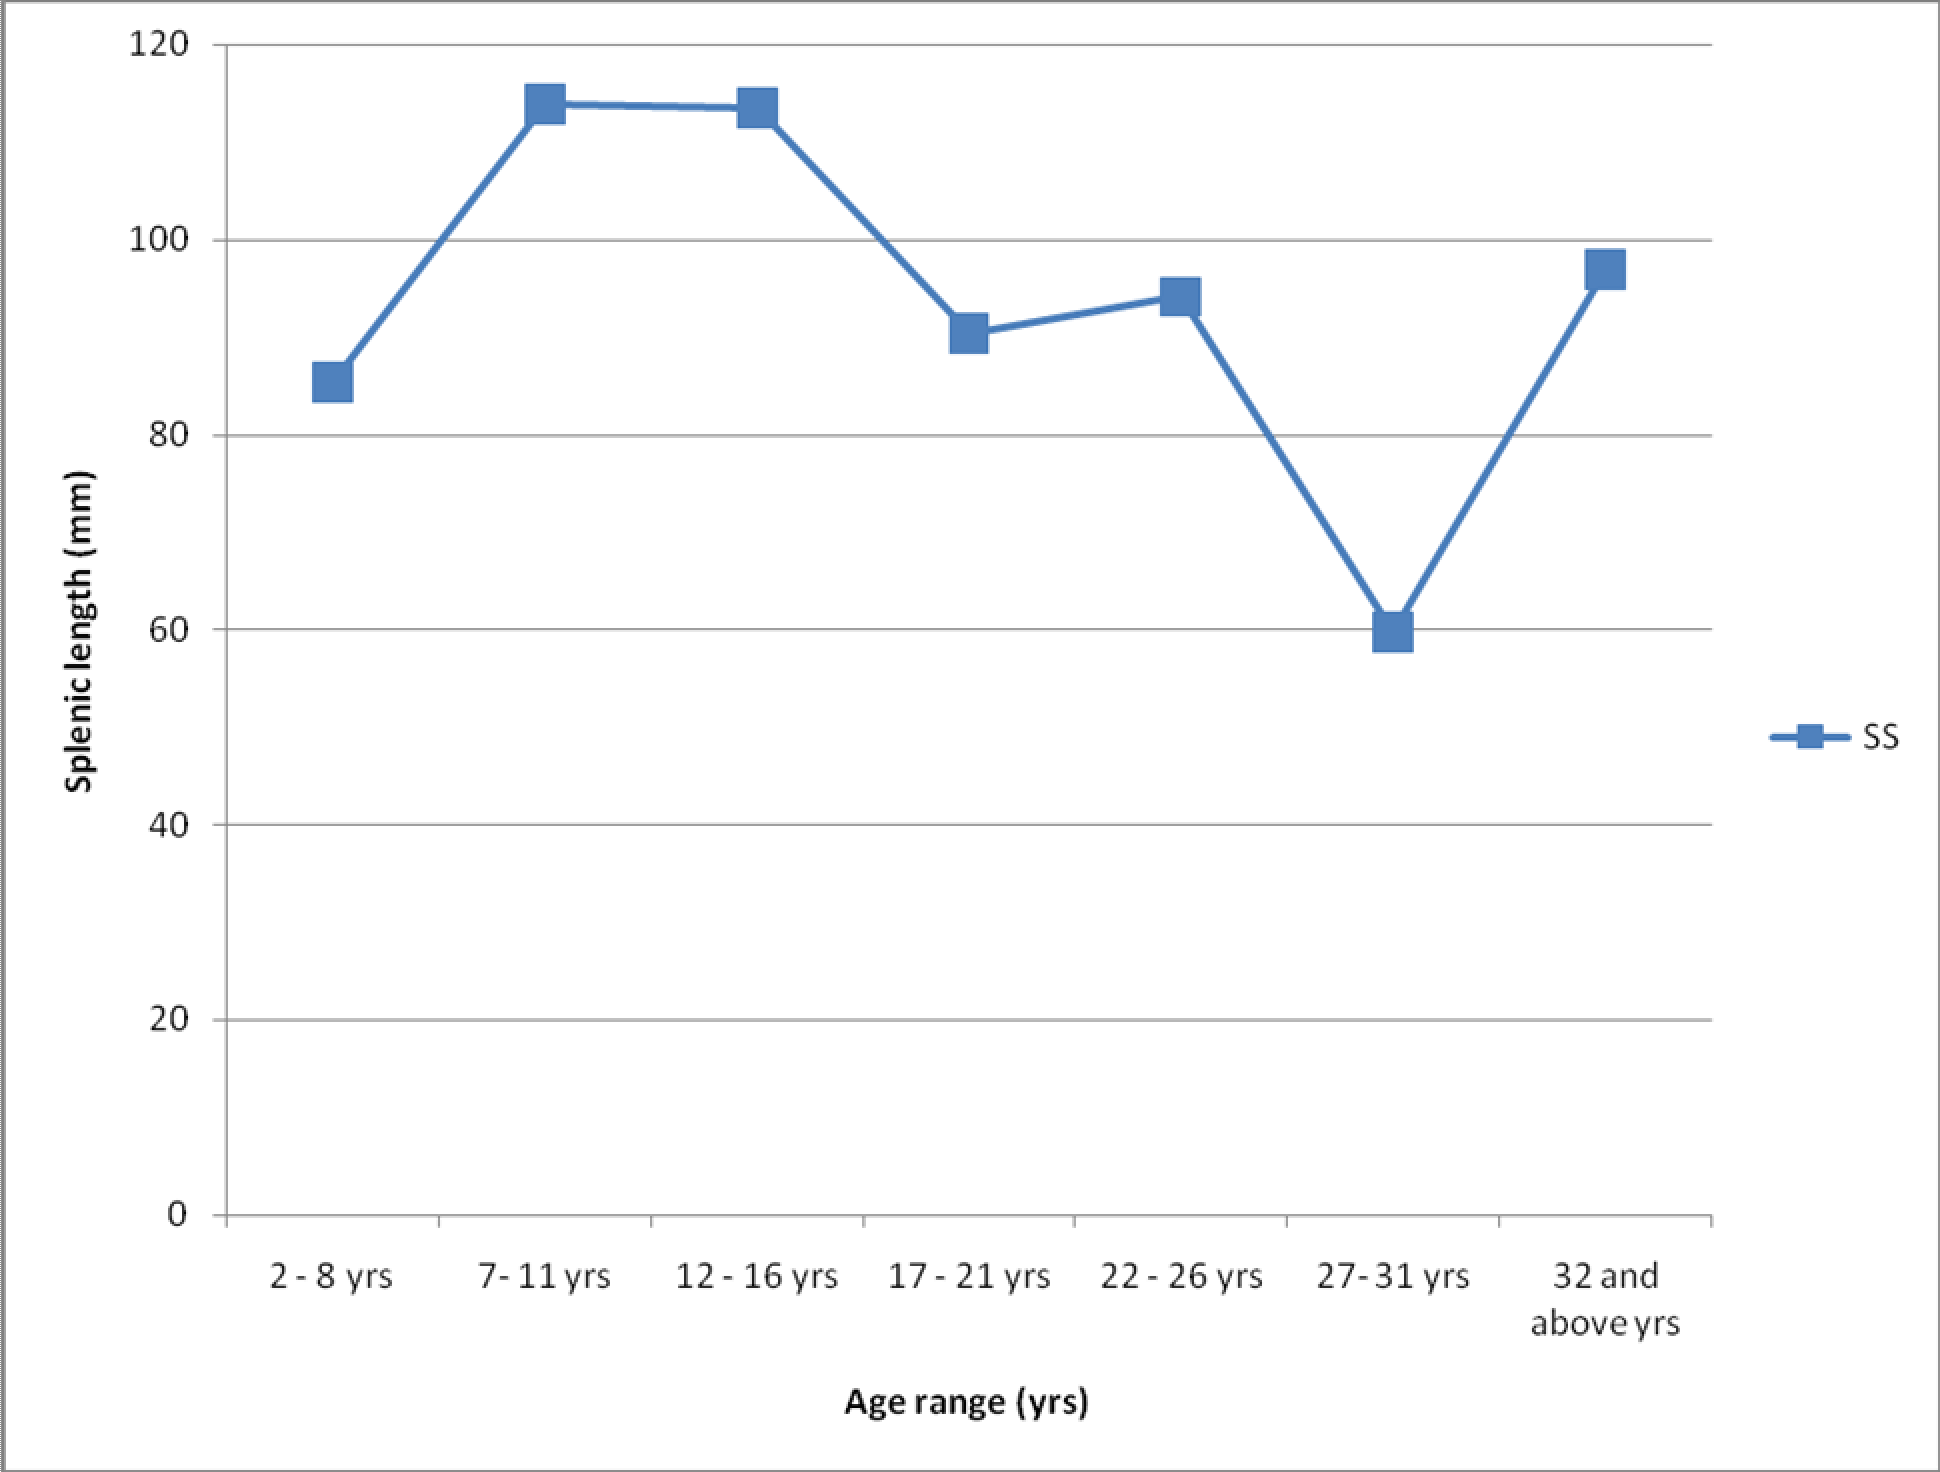 120
100
80
60
40
20
0
Splenic length (mm)
2 - 8 yrs
7- 11 yrs
12 - 16 yrs
17 - 21 yrs
22 - 26 yrs
27- 31 yrs
32 and
above yrs
Age range (yrs)
SS